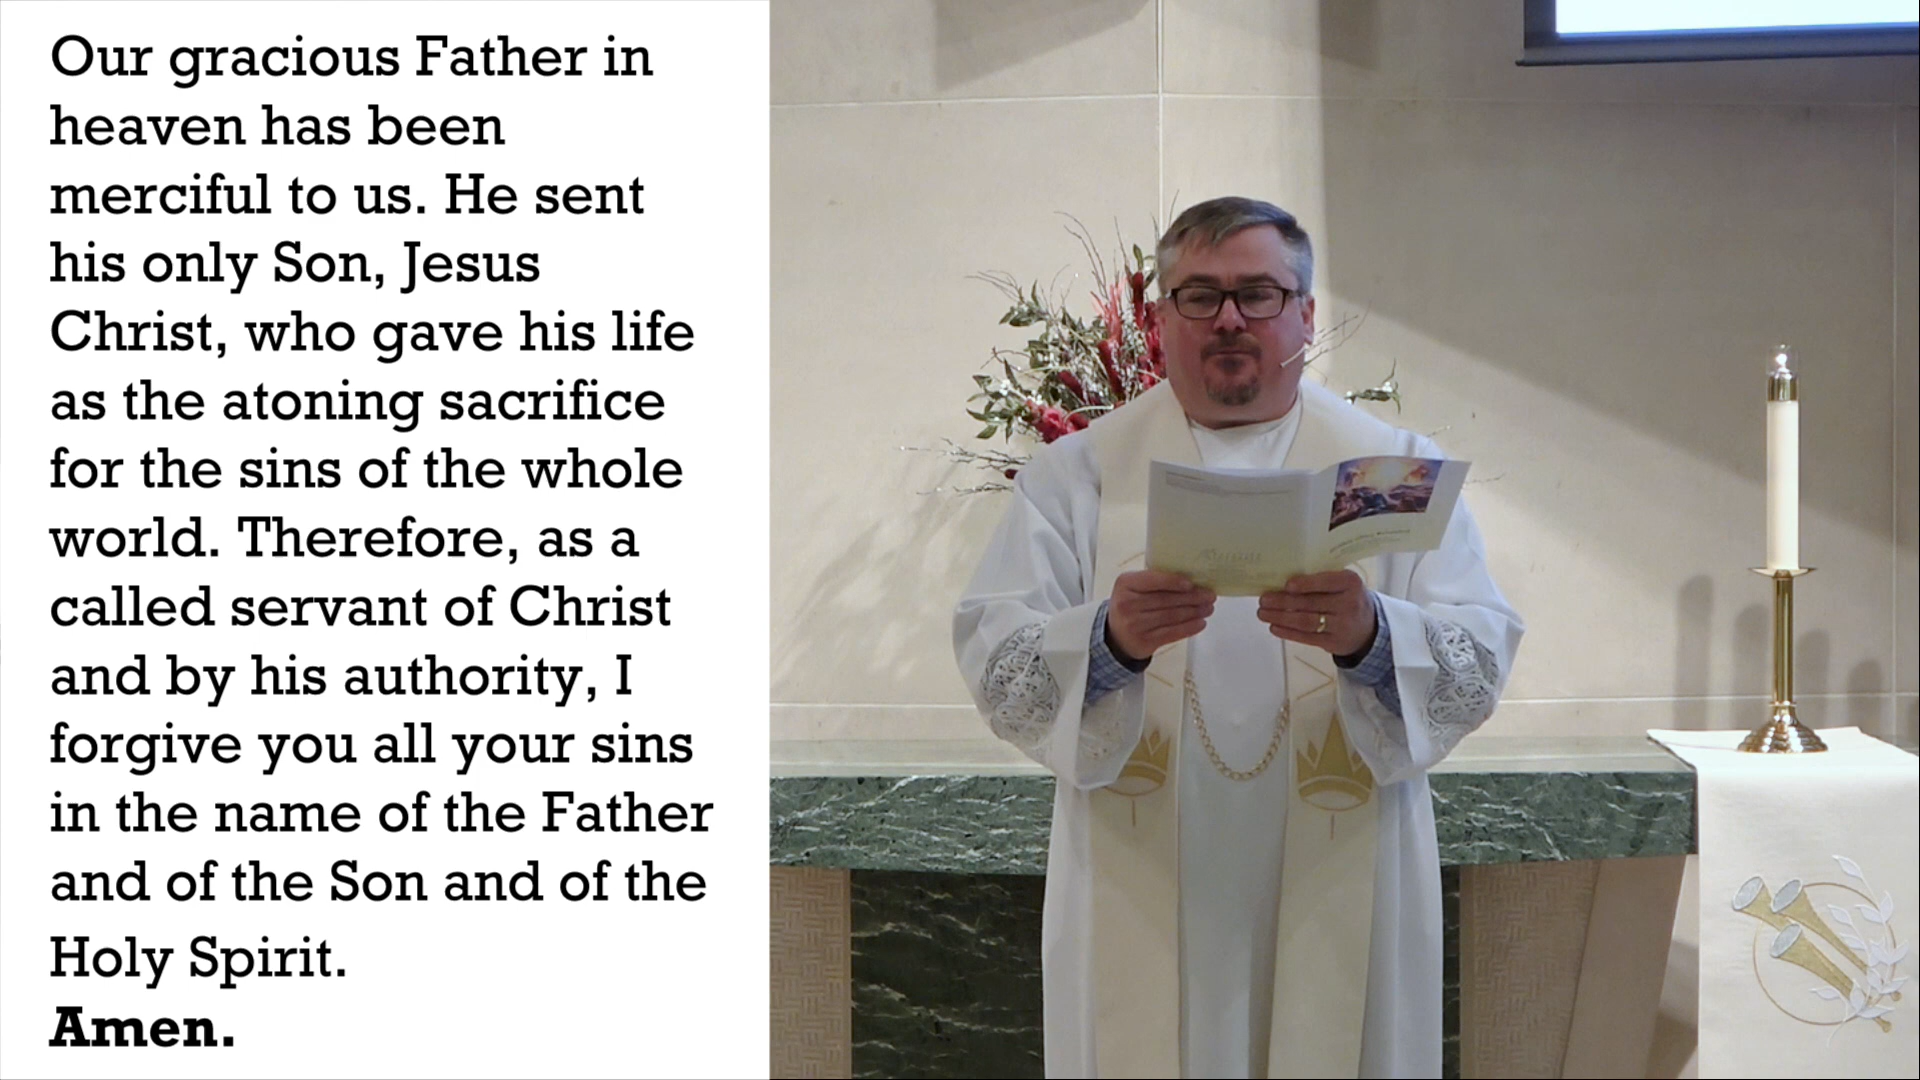 Our gracious Father in
heaven has been
merciful to us. He sent
his only Son, Jesus
Christ, who gave his life
as the atoning sacrifice
for the sins of the whole
world. Therefore, as a
called servant of Christ
and by his authority, I
forgive you all your sins
in the name of the Father
and of the Son and of the
Holy Spirit.
Amen.